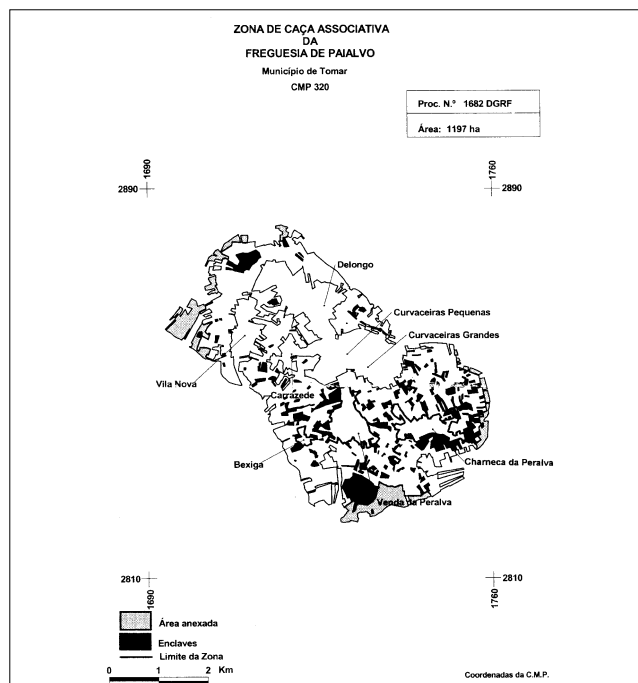 ZONA DE CAÇA ASSOCIATIVA
DA
FREGUESIA DE PAIALVO
Município de Tomar
CMP 320
Proc. N.º 1682 DGRF
Área: 1197 ha
1690
1760
2890
2890
Delongo
Curvaceiras Pequenas
Curvaceiras Grandes
Vila Nova
Carrazede
Bexiga
Charneca da Peralva
Venda da Peralva
2810
2810
1690
1760
Área anexada
Enclaves
Limite da Zona
0 1 2 Km
Coordenadas da C.M.P.